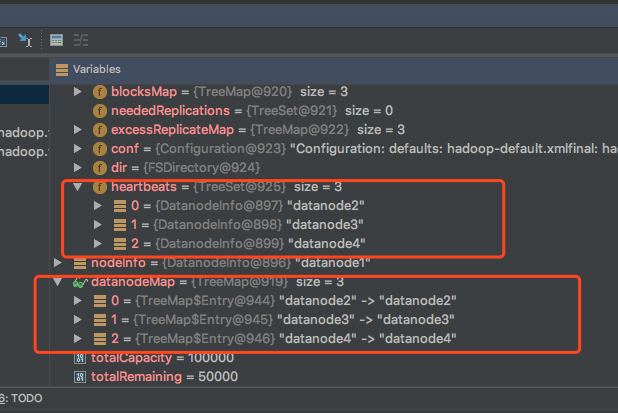 Variables
blocksMap = {TreeMap@920} size = 3
neededReplications = {TreeSet@921} size = 0
excessReplicateMap = {TreeMap@922} size = 3
hadoop.
conf = {Configuration@923} "Configuration: defaults: hadoop-default.xmlfinal: ha
hadoop.
dir = {FSDirectory@924}
heartbeats = {TreeSet@925} size = 3
0 = {DatanodeInfo@897} "datanode2"
1 = {DatanodeInfo@898} "datanode3"
2 = {DatanodeInfo@899} "datanode4"
nodeInfo = {DatanodeInfo@896} "datanode1"
datanodeMap = {TreeMap@919} size = 3
0 = {TreeMap$Entry@944} "datanode2" -> "datanode2"
1 = {TreeMap$Entry@945} "datanode3" -> "datanode3"
2 = {TreeMap$Entry@946} "datanode4" -> "datanode4"
totalCapacity = 100000
totalRemaining = 50000
6: TODO